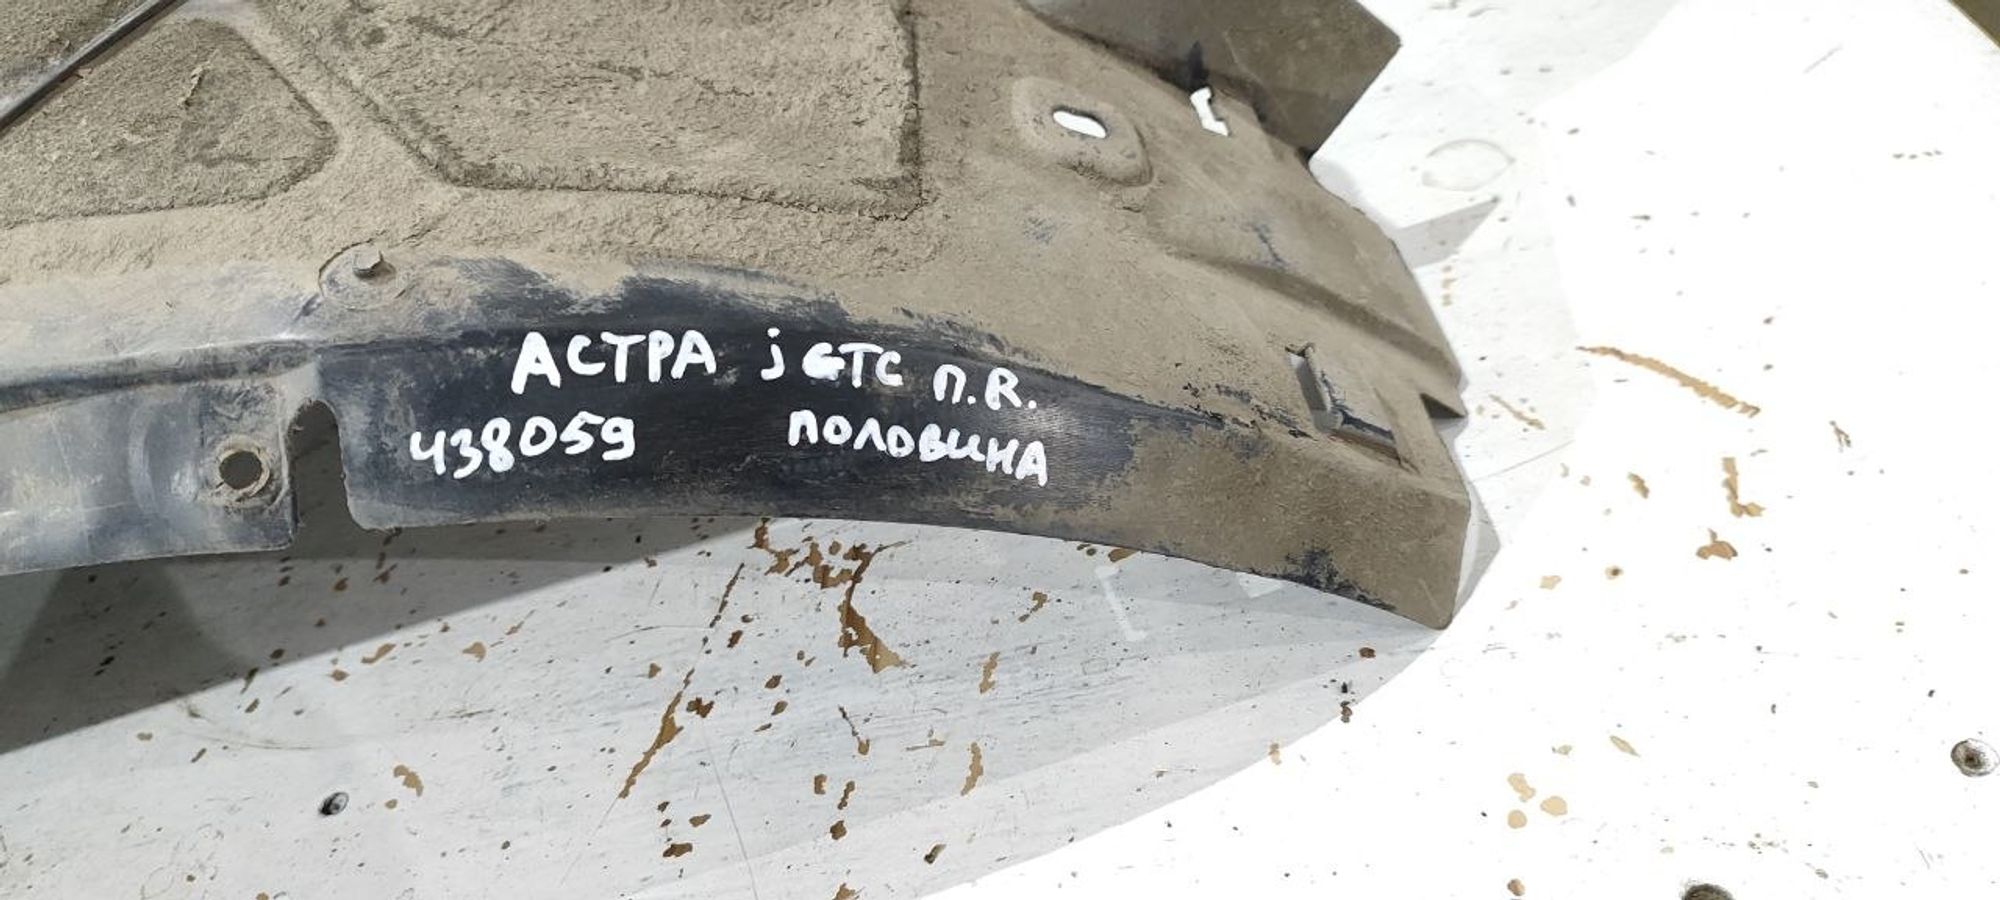 АСТРА j GTC П.R.
438059 половина